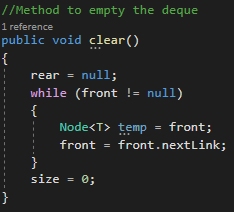 //Method to empty the deque
1 reference
public void clear()
{
    rear = null;
    while (front != null)
    {
        Node<T> temp = front;
        front = front.nextLink;
    }
    size = 0;
}